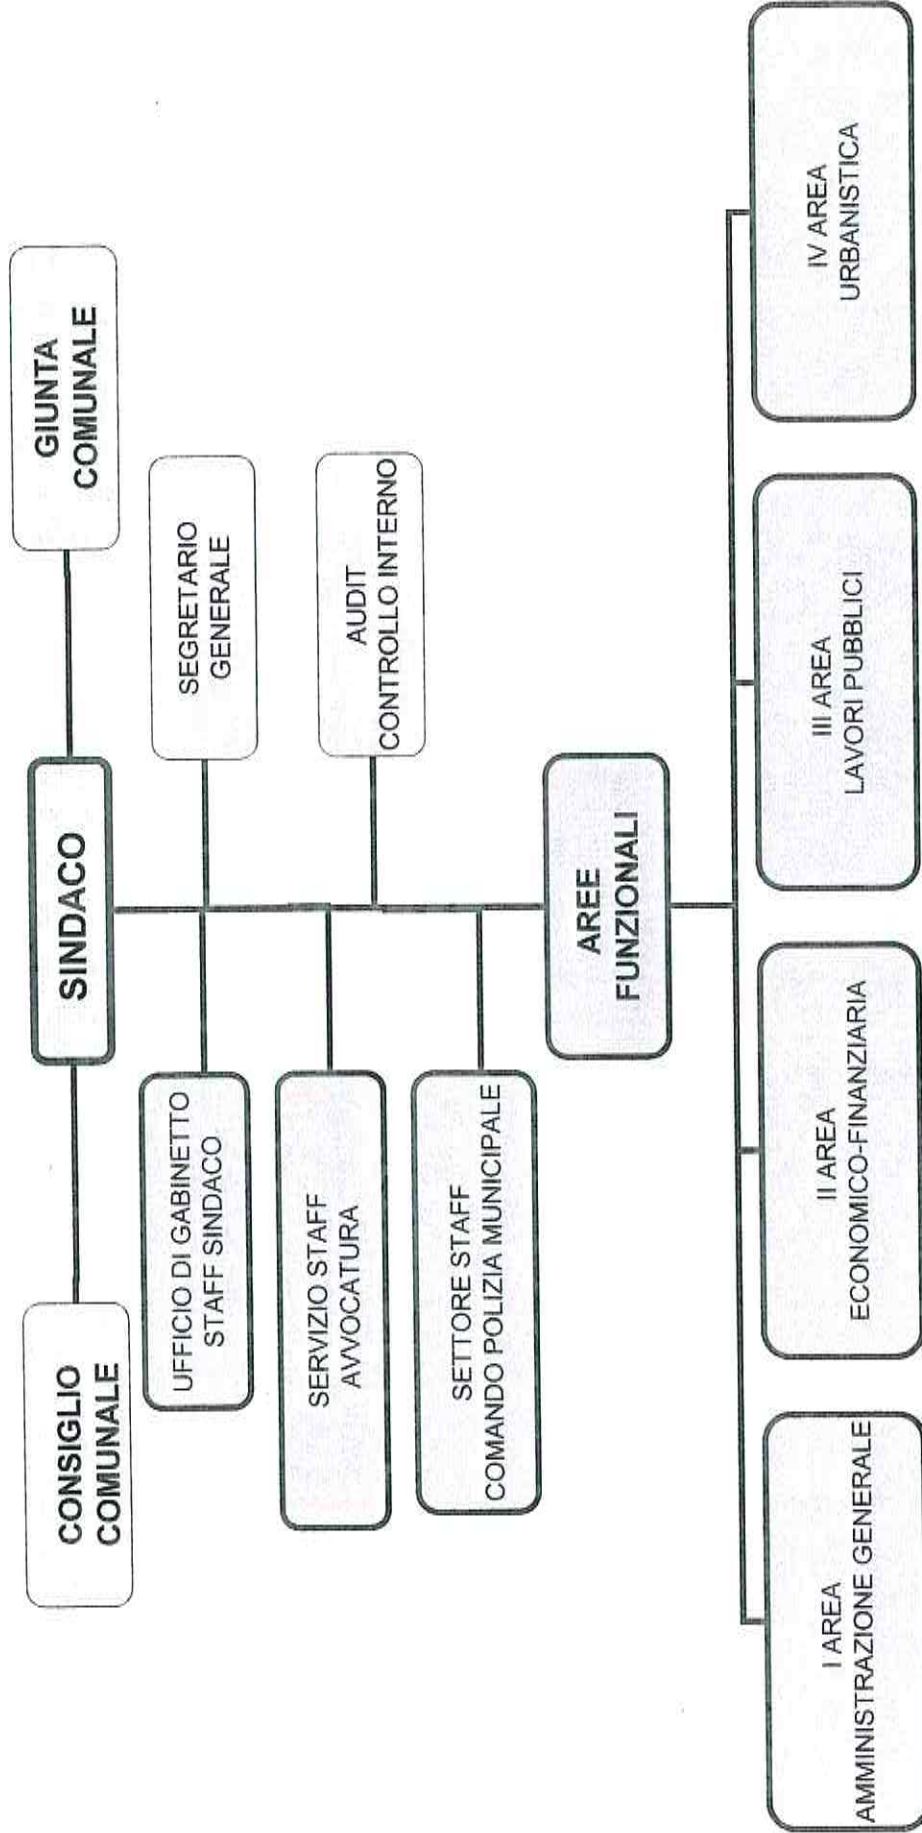 CONSIGLIO
COMUNALE
SINDACO
GIUNTA
COMUNALE
UFFICIO DI GABINETTO
STAFF SINDACO
SEGRETARIO
GENERALE
SERVIZIO STAFF
AVVOCATURA
AUDIT
CONTROLLO INTERNO
SETTORE STAFF
COMANDO POLIZIA MUNICIPALE
AREE
FUNZIONALI
I AREA
AMMINISTRAZIONE GENERALE
II AREA
ECONOMICO-FINANZIARIA
III AREA
LAVORI PUBBLICI
IV AREA
URBANISTICA